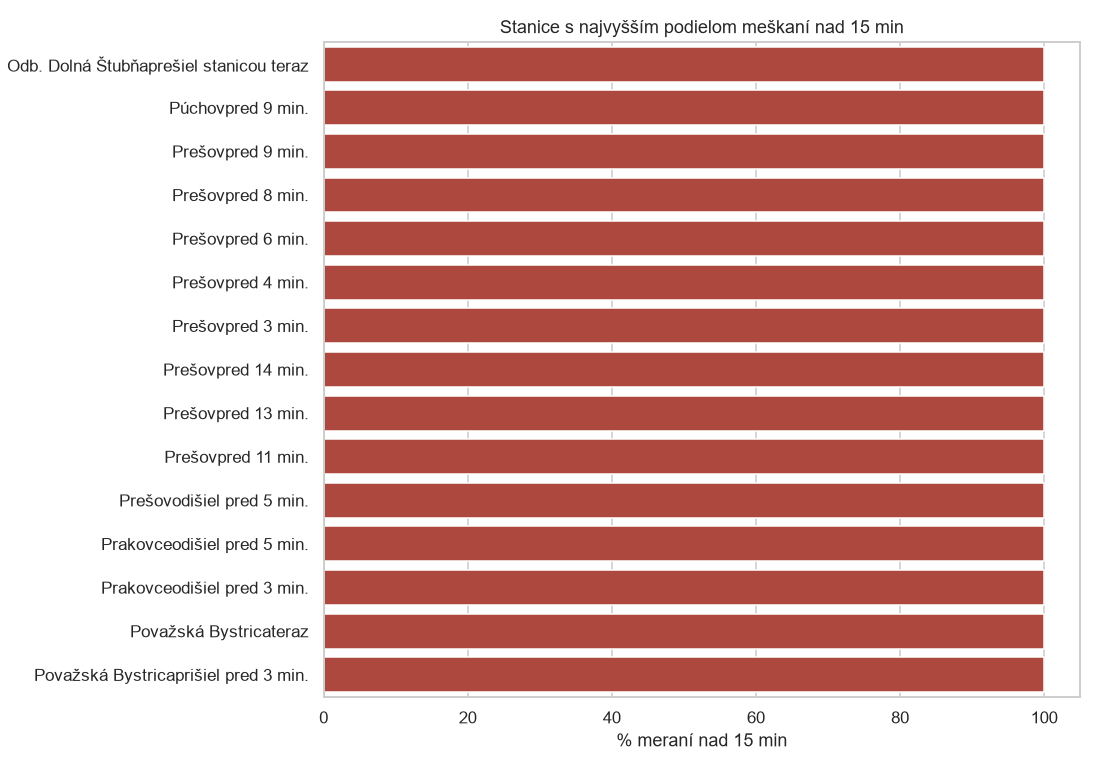 Stanice s najvyšším podielom meškaní nad 15 min
Odb. Dolná Štubňaprešiel stanicou teraz
Púchovpred 9 min.
Prešovpred 9 min.
Prešovpred 8 min.
Prešovpred 6 min.
Prešovpred 4 min.
Prešovpred 3 min.
Prešovpred 14 min.
Prešovpred 13 min.
Prešovpred 11 min.
Prešovodišiel pred 5 min.
Prakovceodišiel pred 5 min.
Prakovceodišiel pred 3 min.
Považská Bystricateraz
Považská Bystricaprišiel pred 3 min.
0 20 40 60 80 100
% meraní nad 15 min